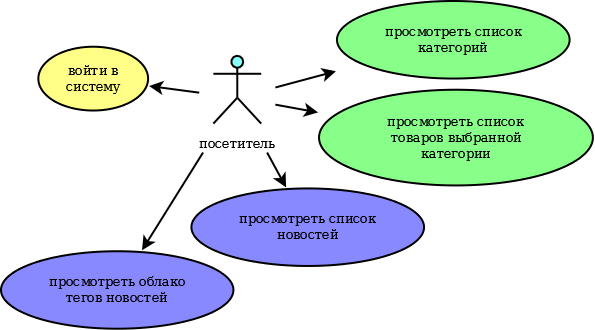 просмотреть список
категорий
войти в
систему
просмотреть список
товаров выбранной
категории
посетитель
просмотреть список
новостей
просмотреть облако
тегов новостей